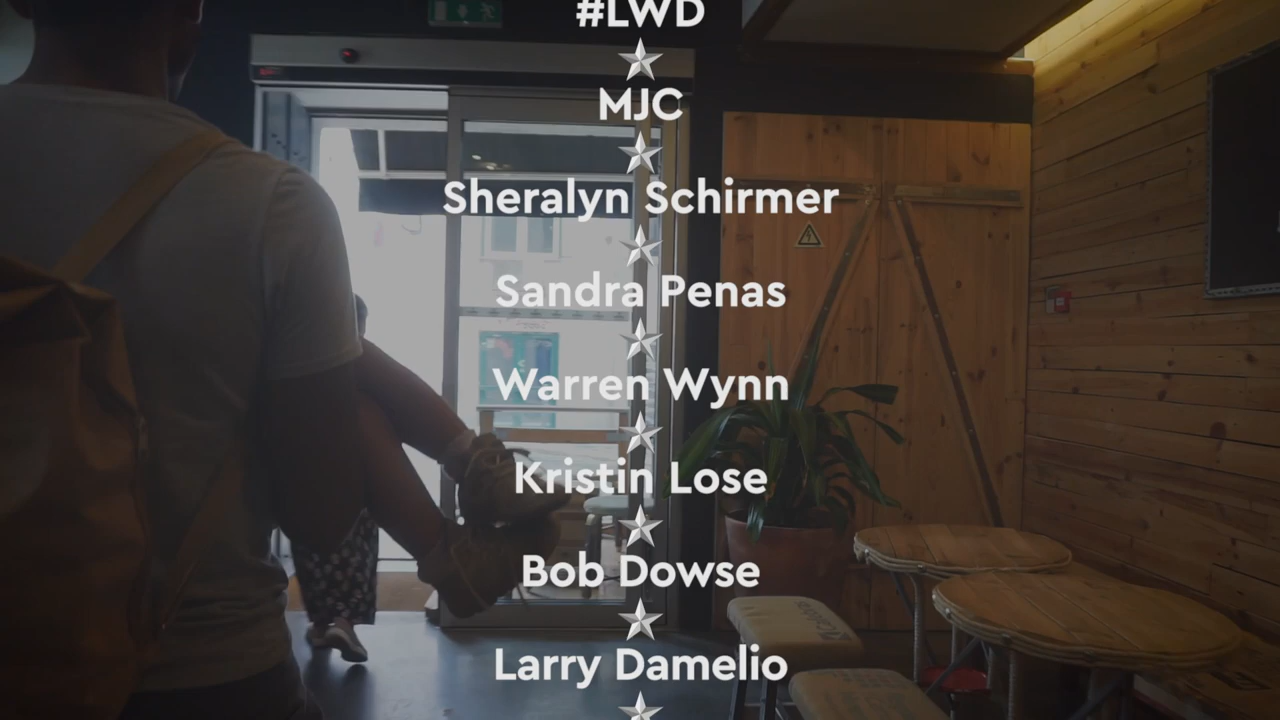 #LWD
MJC
Sheralyn Schirmer
Sandra Penas
Warren Wynn
Kristin Lose
Bob Dowse
Larry Damelio